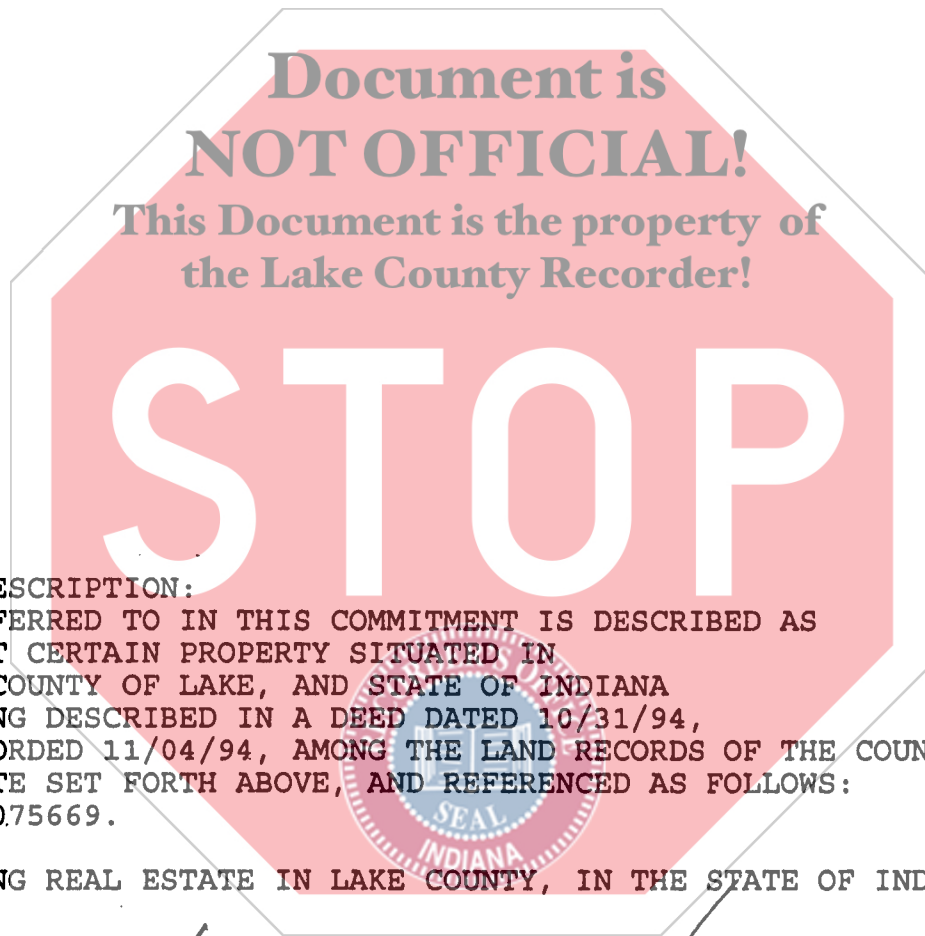 Document is
NOT OFFICIAL!
This Document is the property of
the Lake County Recorder!
STOP
ESCRIPTION:
FERRED TO IN THIS COMMITMENT IS DESCRIBED AS
T CERTAIN PROPERTY SITUATED IN
COUNTY OF LAKE, AND STATE OF INDIANA
NG DESCRIBED IN A DEED DATED 10/31/94,
ORDED 11/04/94, AMONG THE LAND RECORDS OF THE COUN
TE SET FORTH ABOVE, AND REFERENCED AS FOLLOWS:
075669.
SEAL
INDIANA
NG REAL ESTATE IN LAKE COUNTY, IN THE STATE OF IND